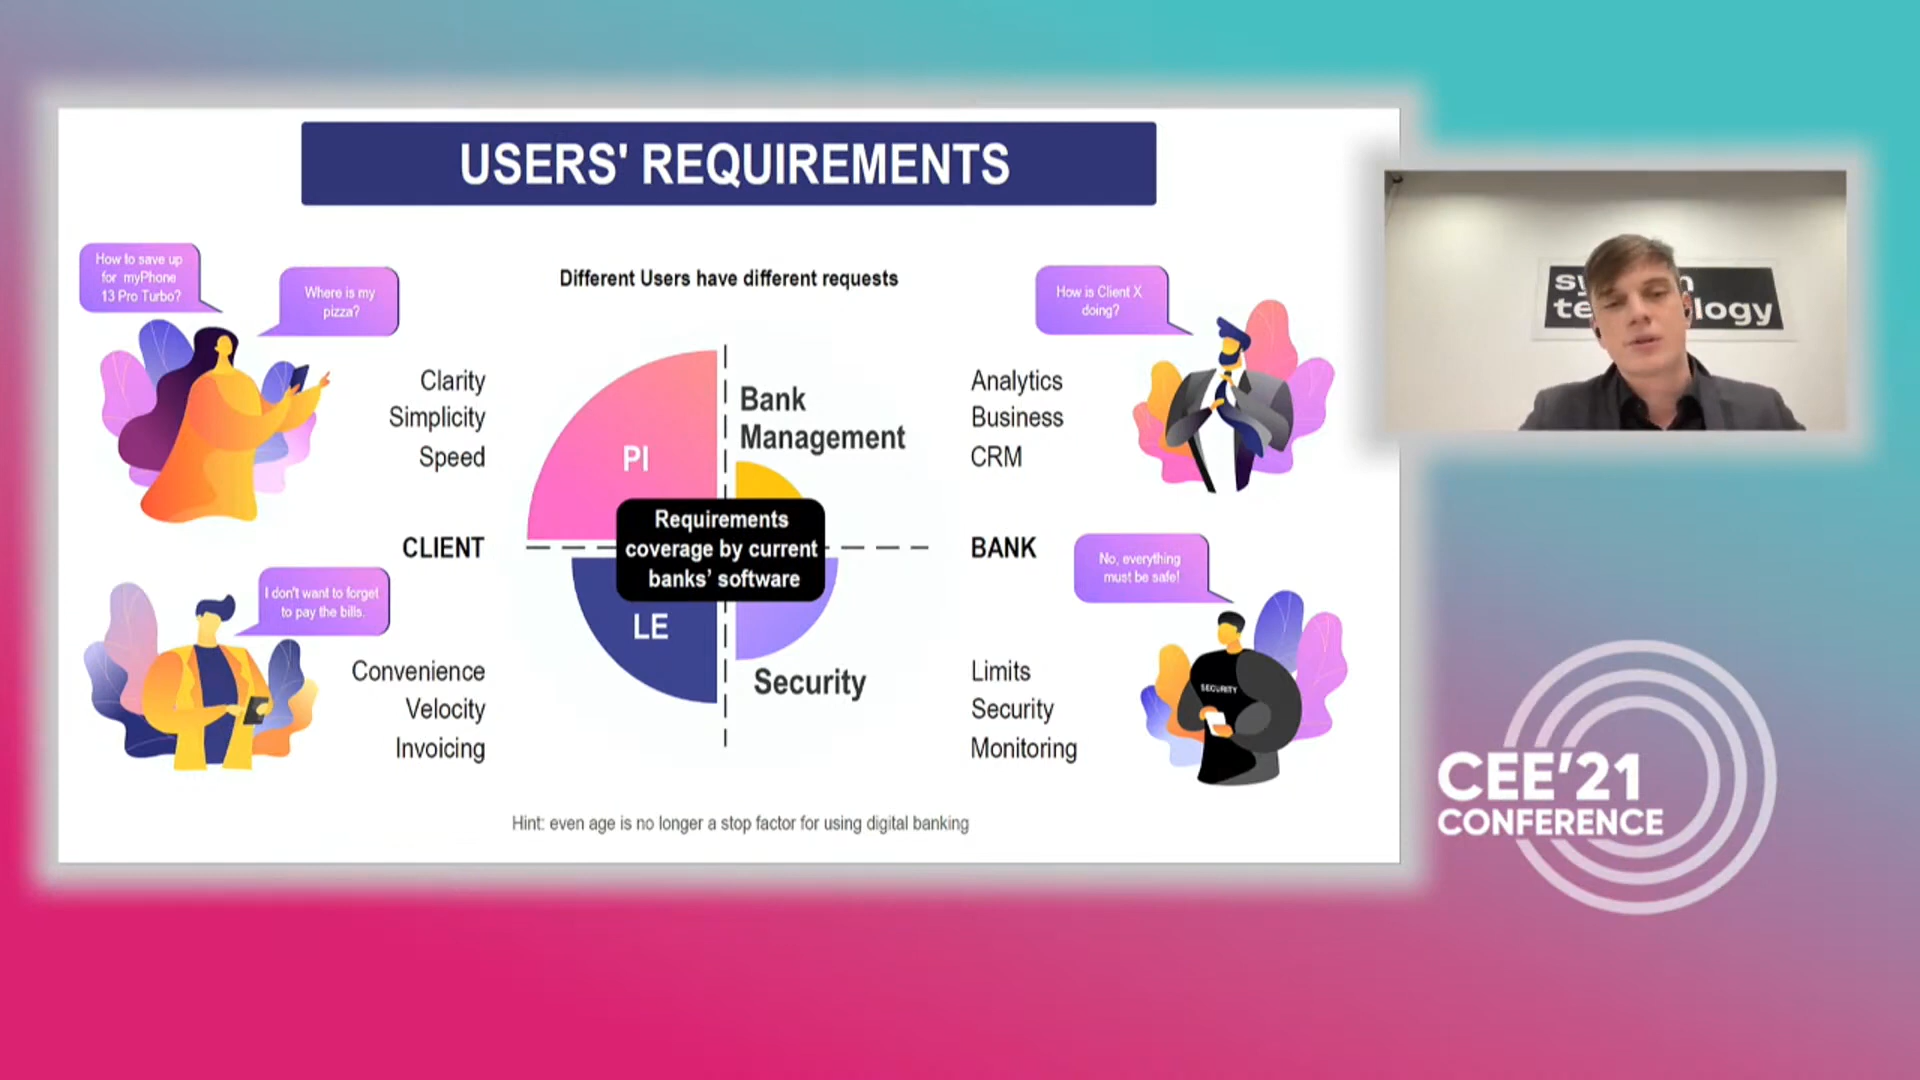 USERS' REQUIREMENTS
Different Users have different requests
How to save up
for myPhone
13 Pro Turbo?
Where is my
pizza?
Clarity
Simplicity
Speed
CLIENT
I don't want to forget
to pay the bills.
Convenience
Velocity
Invoicing
PI
LE
Bank
Management
Requirements
coverage by current
banks' software
Security
How is Client X
doing?
Analytics
Business
CRM
BANK
No, everything
must be safe!
SECURITY
Limits
Security
Monitoring
Hint: even age is no longer a stop factor for using digital banking
CEE'21
CONFERENCE